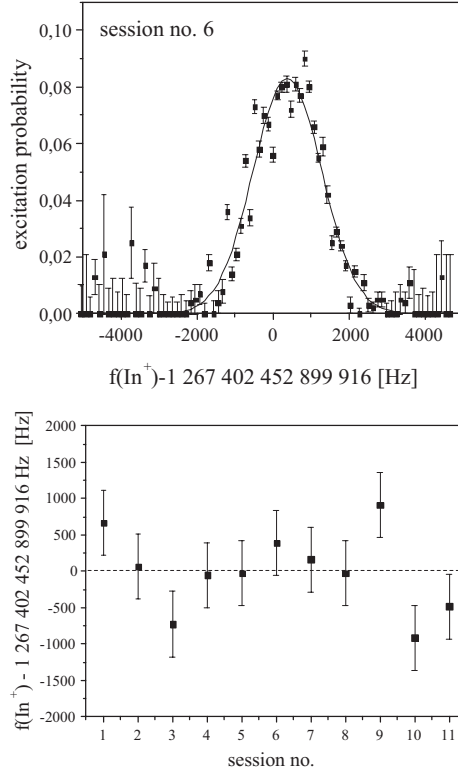 session no. 6
0,10
0,08
0,06
0,04
0,02
0,00
excitation probability
-4000 -2000 0 2000 4000
f(In⁺)-1 267 402 452 899 916 [Hz]
2000
1500
1000
500
0
-500
-1000
-1500
-2000
f(In⁺) - 1 267 402 452 899 916 Hz [Hz]
1 2 3 4 5 6 7 8 9 10 11
session no.